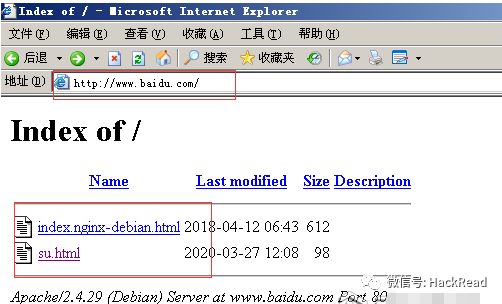 Index of / - Microsoft Internet Explorer
文件(F) 编辑(E) 查看(V) 收藏(A) 工具(T) 帮助(H)
后退 搜索 收藏夹
地址(D) http://www.baidu.com/
Index of /
Name Last modified Size Description
index.nginx-debian.html 2018-04-12 06:43 612
su.html 2020-03-27 12:08 98
Apache/2.4.29 (Debian) Server at www.baidu.com Port 80
微信号: HackRead